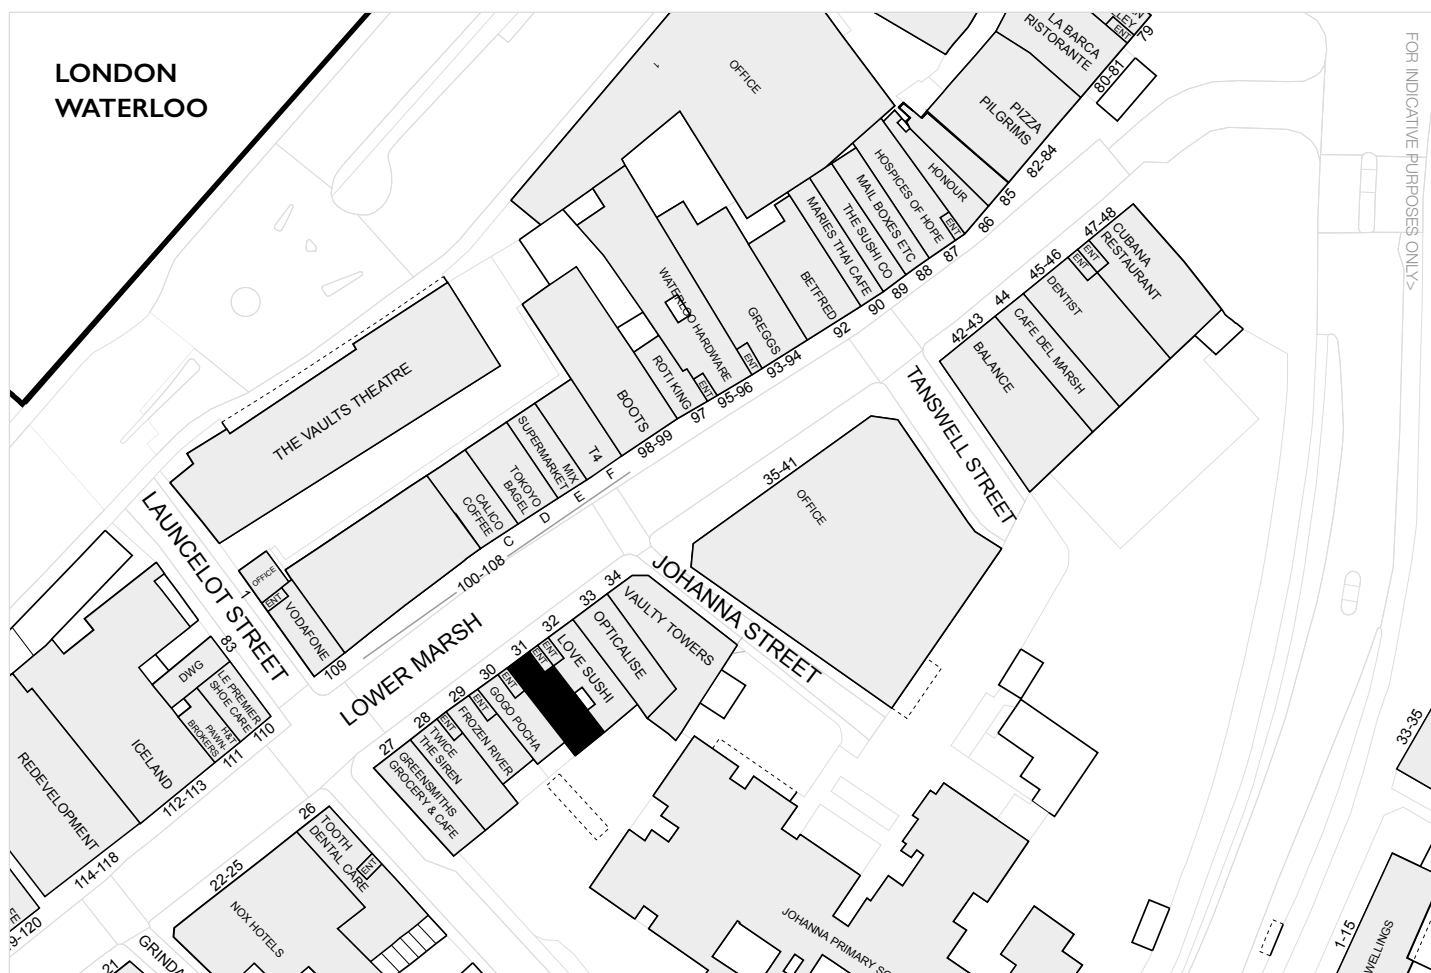 LONDON
WATERLOO
FOR INDICATIVE PURPOSES ONLY>
OFFICE
LEY
ENT
79
LA BARCA
RISTORANTE
80-81
PIZZA
PILGRIMS
82-84
HONOUR
85
HOSPICES OF HOPE
ENT
86
MAIL BOXES ETC
87
THE SUSHI CO
88
MARIES THAI CAFE
89
90
BETFRED
92
GREGGS
ENT
93-94
WATERLOO HARDWARE
ENT
95-96
ROTI KING
97
BOOTS
98-99
T4
F
MIX
SUPERMARKET
E
TOKOYO
BAGEL
D
CALICO
COFFEE
C
100-108
THE VAULTS THEATRE
OFFICE
1
ENT
VODAFONE
109
LAUNCELOT STREET
LOWER MARSH
83
DWG
LE PREMIER
SHOE CARE
110
H&T
PAWN-
BROKERS
111
ICELAND
112-113
REDEVELOPMENT
114-118
9-120
47-48
CUBANA
RESTAURANT
ENT
ENT
45-46
DENTIST
44
CAFE DEL MARSH
42-43
BALANCE
TANSWELL STREET
35-41
OFFICE
JOHANNA STREET
34
VAULTY TOWERS
33
OPTICALISE
32
ENT
LOVE SUSHI
31
ENT
30
ENT
GOGO POCHA
29
ENT
FROZEN RIVER
28
ENT
TWICE
THE SIREN
27
GREENSMITHS
GROCERY & CAFE
26
TOOTH
DENTAL CARE
ENT
22-25
NOX HOTELS
GRINDA
21
JOHANNA PRIMARY SC
33-35
1-15
WELLINGS